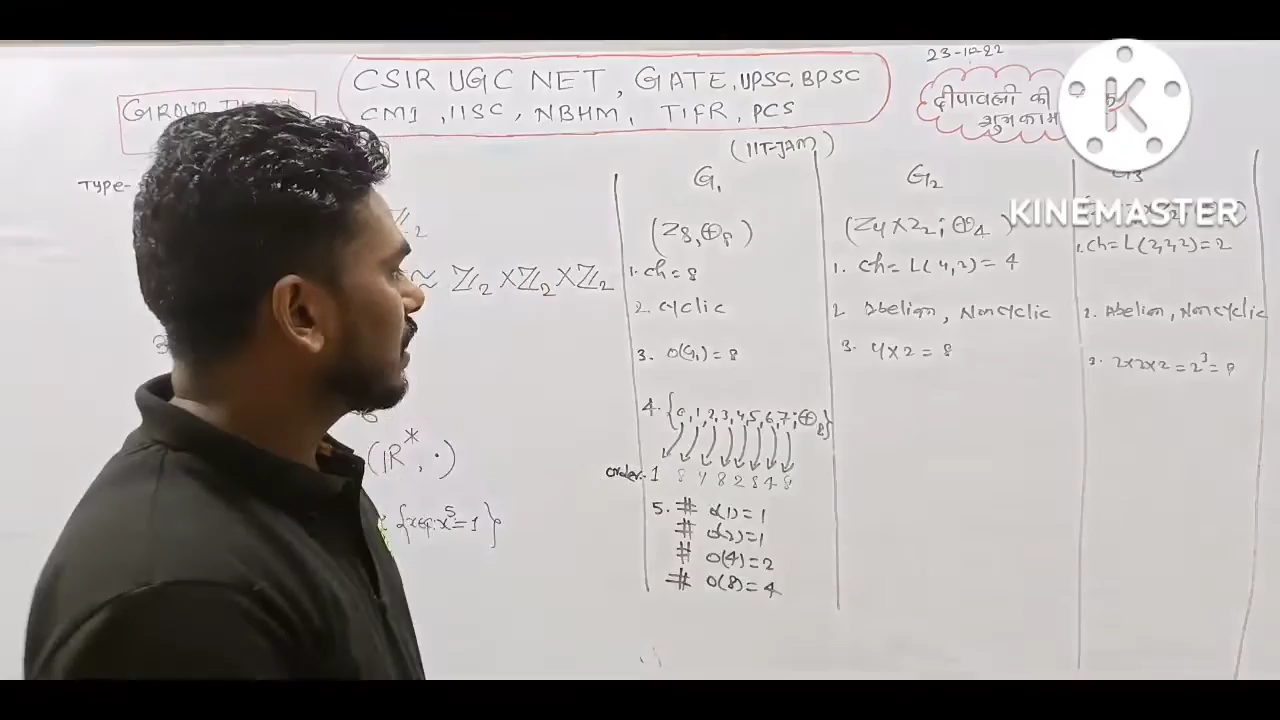 23-10-22
CSIR UGC NET, GATE, UPSC, BPSC
CMI, IISC, NBHM, TIFR, PCS
(IIT-JAM)
दीपावली की
शुभकाम
KINEMASTER
TYPE-
≈ ℤ₂ × ℤ₂ × ℤ₂
(ℝ*, ·)
x⁵=1}
G₁
(Z₈, ⊕₈)
1. ch = 8
2. cyclic
3. O(G₁) = 8
4. {0,1,2,3,4,5,6,7; ⊕₈}
order:- 1 8 4 8 2 8 4 8
5. # O(1) = 1
# O(2) = 1
# O(4) = 2
# O(8) = 4
G₂
(Z₄ × Z₂; ⊕₄)
1. ch = L(4,2) = 4
2 Abelian, Noncyclic
3. 4×2 = 8
G₃
1. ch = L(2,2,2) = 2
2. Abelian, Noncyclic
3. 2×2×2 = 2³ = 8